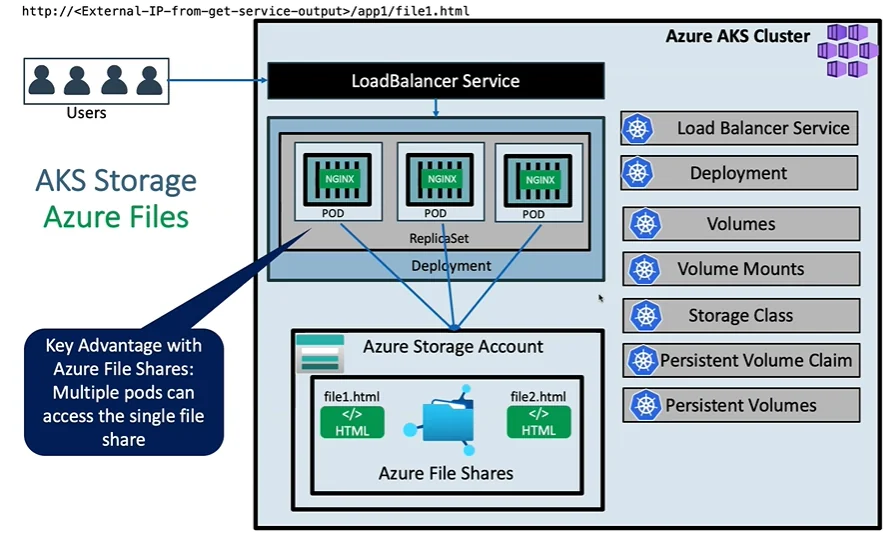 http://<External-IP-from-get-service-output>/app1/file1.html
Azure AKS Cluster
Users
LoadBalancer Service
AKS Storage
Azure Files
NGINX
POD
NGINX
POD
NGINX
POD
ReplicaSet
Deployment
Key Advantage with
Azure File Shares:
Multiple pods can
access the single file
share
Azure Storage Account
file1.html
</>
HTML
file2.html
</>
HTML
Azure File Shares
Load Balancer Service
Deployment
Volumes
Volume Mounts
Storage Class
Persistent Volume Claim
Persistent Volumes